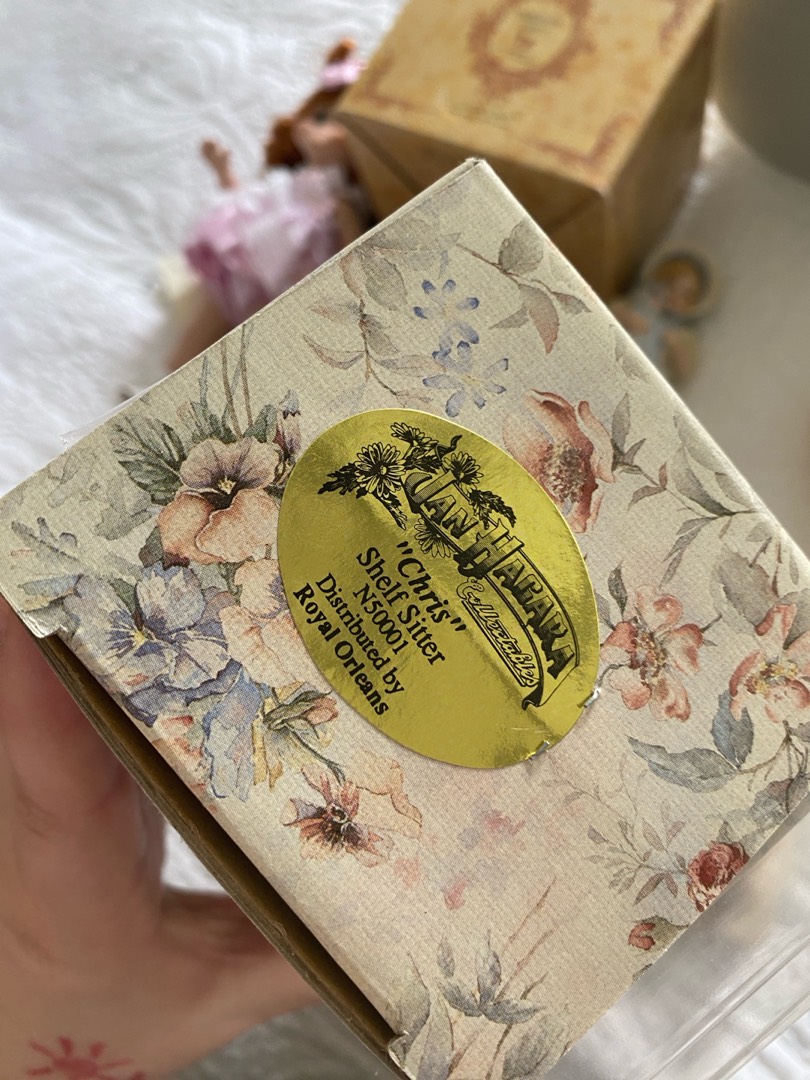 JAN HAGARA
Collectables
"Chris"
Shelf Sitter
N50001
Distributed by
Royal Orleans